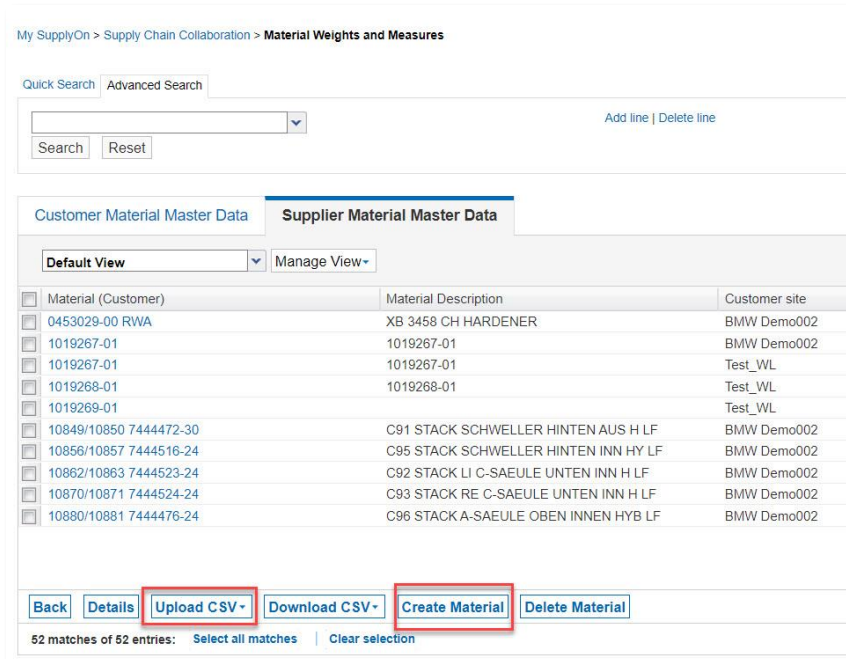 My SupplyOn > Supply Chain Collaboration > Material Weights and Measures
Quick Search Advanced Search
Add line | Delete line
Search Reset
Customer Material Master Data Supplier Material Master Data
Default View Manage View
Material (Customer) Material Description Customer site
0453029-00 RWA XB 3458 CH HARDENER BMW Demo002
1019267-01 1019267-01 BMW Demo002
1019267-01 1019267-01 Test_WL
1019268-01 1019268-01 Test_WL
1019269-01 Test_WL
10849/10850 7444472-30 C91 STACK SCHWELLER HINTEN AUS H LF BMW Demo002
10856/10857 7444516-24 C95 STACK SCHWELLER HINTEN INN HY LF BMW Demo002
10862/10863 7444523-24 C92 STACK LI C-SAEULE UNTEN INN H LF BMW Demo002
10870/10871 7444524-24 C93 STACK RE C-SAEULE UNTEN INN H LF BMW Demo002
10880/10881 7444476-24 C96 STACK A-SAEULE OBEN INNEN HYB LF BMW Demo002
Back Details Upload CSV Download CSV Create Material Delete Material
52 matches of 52 entries: Select all matches | Clear selection